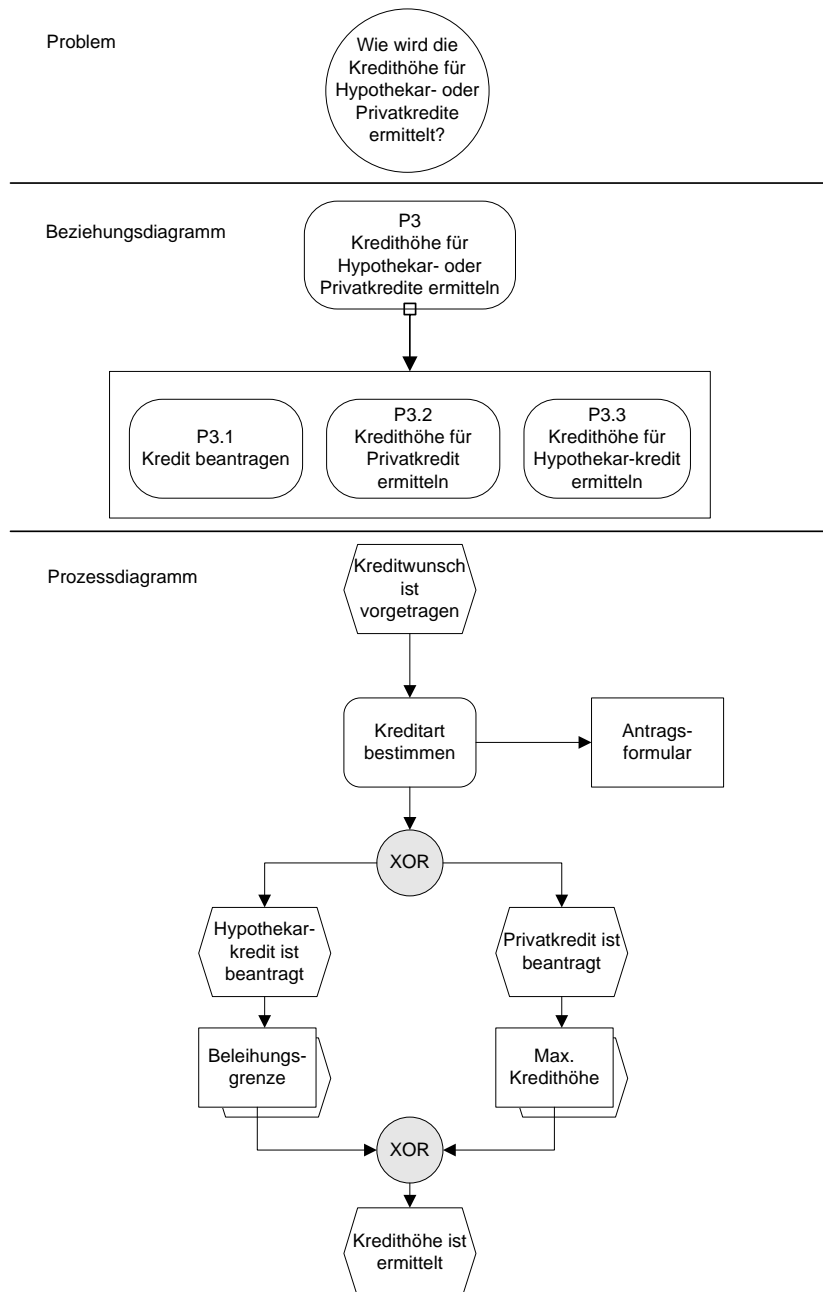 Problem
Wie wird die
Kredithöhe für
Hypothekar- oder
Privatkredite
ermittelt?
Beziehungsdiagramm
P3
Kredithöhe für
Hypothekar- oder
Privatkredite ermitteln
P3.1
Kredit beantragen
P3.2
Kredithöhe für
Privatkredit
ermitteln
P3.3
Kredithöhe für
Hypothekar-kredit
ermitteln
Prozessdiagramm
Kreditwunsch
ist
vorgetragen
Kreditart
bestimmen
Antrags-
formular
XOR
Hypothekar-
kredit ist
beantragt
Privatkredit ist
beantragt
Beleihungs-
grenze
Max.
Kredithöhe
XOR
Kredithöhe ist
ermittelt